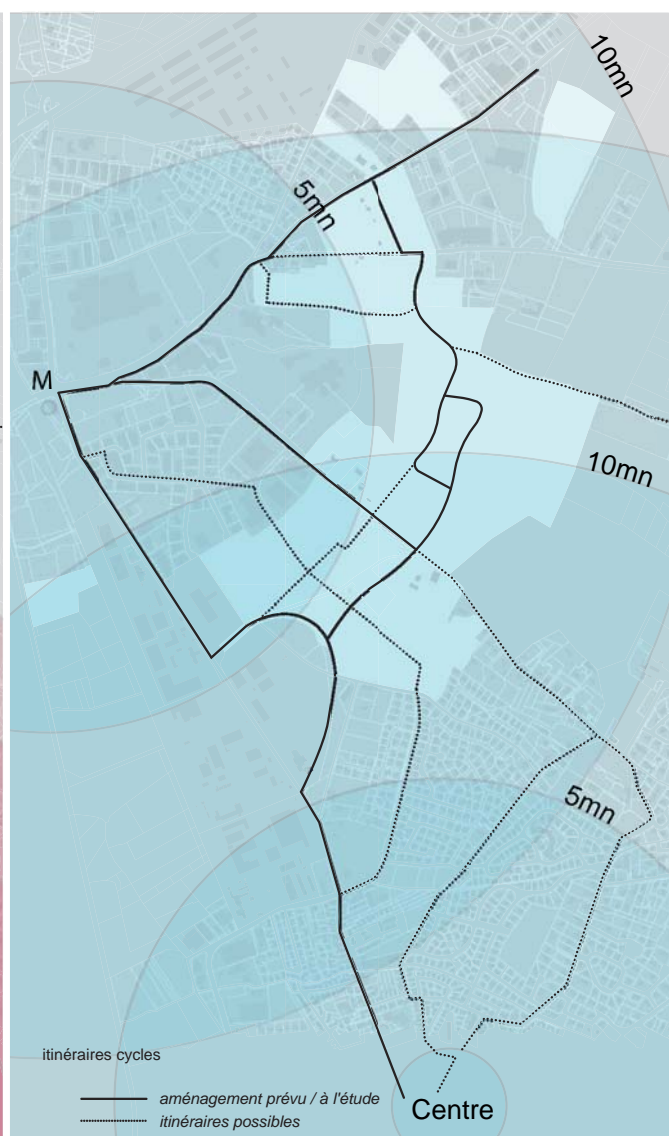 10mn
5mn
M
10mn
5mn
itinéraires cycles
aménagement prévu / à l'étude
Centre
itinéraires possibles